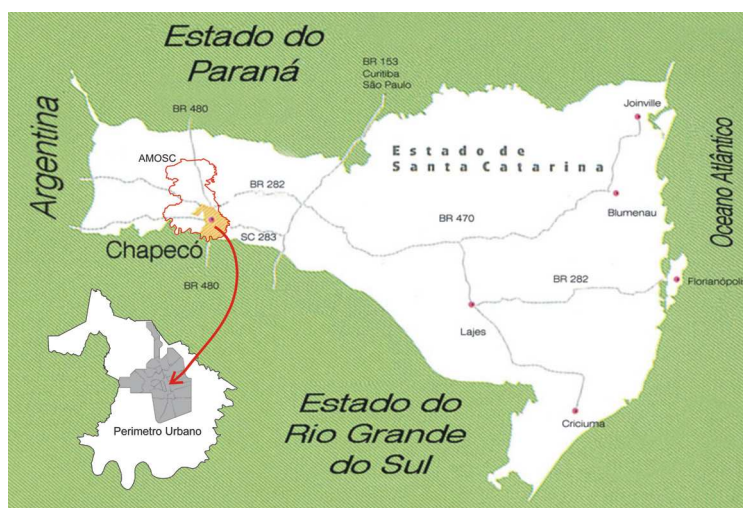 Estado do
Paraná
BR 153
Curitiba
São Paulo
Argentina
BR 480
AMOSC
Joinville
Estado de
Santa Catarina
Oceano Atlântico
BR 282
Blumenau
BR 470
Chapecó
SC 283
BR 480
BR 282
Florianópoli
Lajes
Perimetro Urbano
Estado do
Rio Grande
do Sul
Criciuma